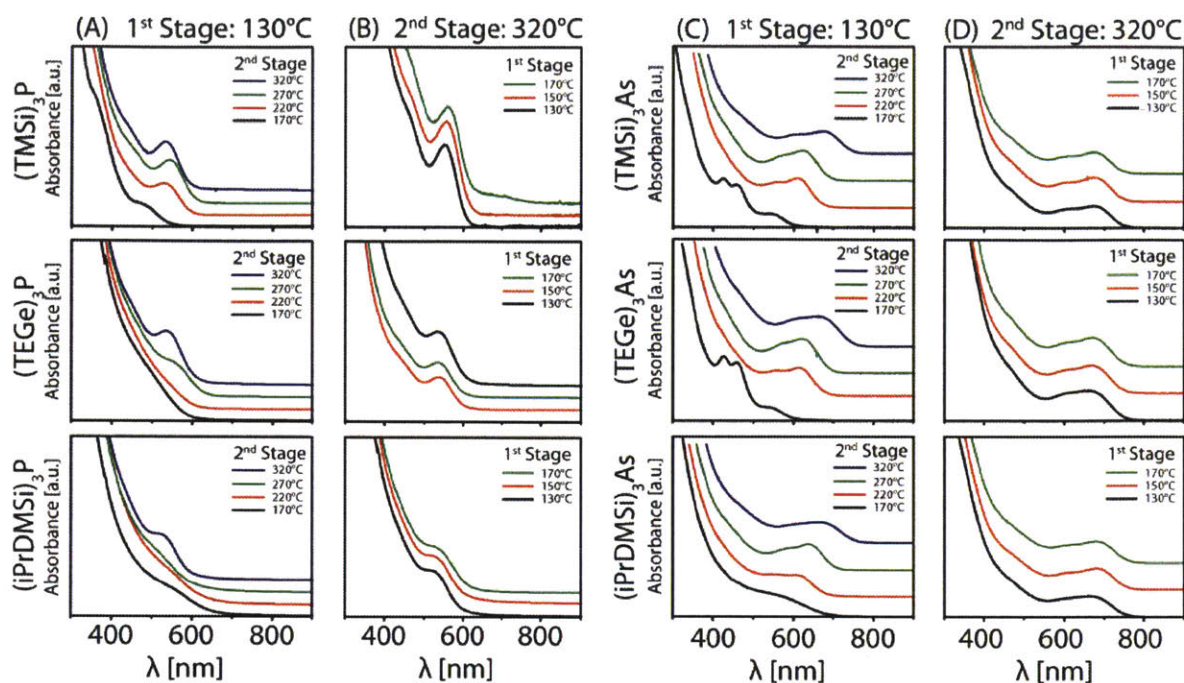 (A) 1st Stage: 130°C
(B) 2nd Stage: 320°C
(C) 1st Stage: 130°C
(D) 2nd Stage: 320°C
(TMSi)3P
Absorbance [a.u.]
2nd Stage
320°C
270°C
220°C
170°C
1st Stage
170°C
150°C
130°C
(TMSi)3As
Absorbance [a.u.]
2nd Stage
320°C
270°C
220°C
170°C
1st Stage
170°C
150°C
130°C
(TEGe)3P
Absorbance [a.u.]
2nd Stage
320°C
270°C
220°C
170°C
1st Stage
170°C
150°C
130°C
(TEGe)3As
Absorbance [a.u.]
2nd Stage
320°C
270°C
220°C
170°C
1st Stage
170°C
150°C
130°C
(iPrDMSi)3P
Absorbance [a.u.]
2nd Stage
320°C
270°C
220°C
170°C
1st Stage
170°C
150°C
130°C
(iPrDMSi)3As
Absorbance [a.u.]
2nd Stage
320°C
270°C
220°C
170°C
1st Stage
170°C
150°C
130°C
400 600 800
400 600 800
400 600 800
400 600 800
λ [nm]
λ [nm]
λ [nm]
λ [nm]